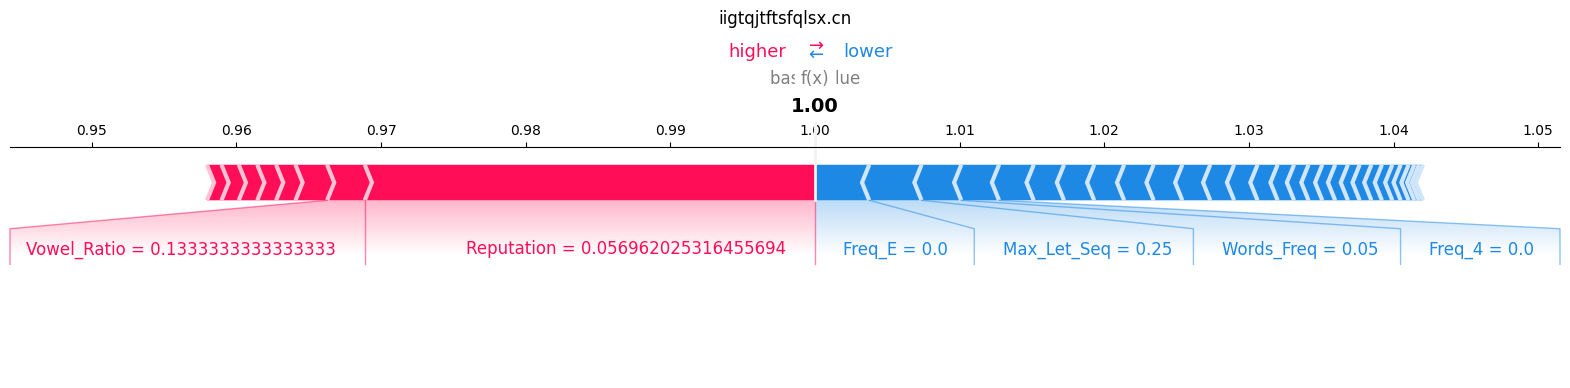 iigtqjtftsfqlsx.cn
higher ⇄ lower
bas f(x) lue
1.00
0.95 0.96 0.97 0.98 0.99 1.00 1.01 1.02 1.03 1.04 1.05
Vowel_Ratio = 0.1333333333333333 Reputation = 0.056962025316455694 Freq_E = 0.0 Max_Let_Seq = 0.25 Words_Freq = 0.05 Freq_4 = 0.0